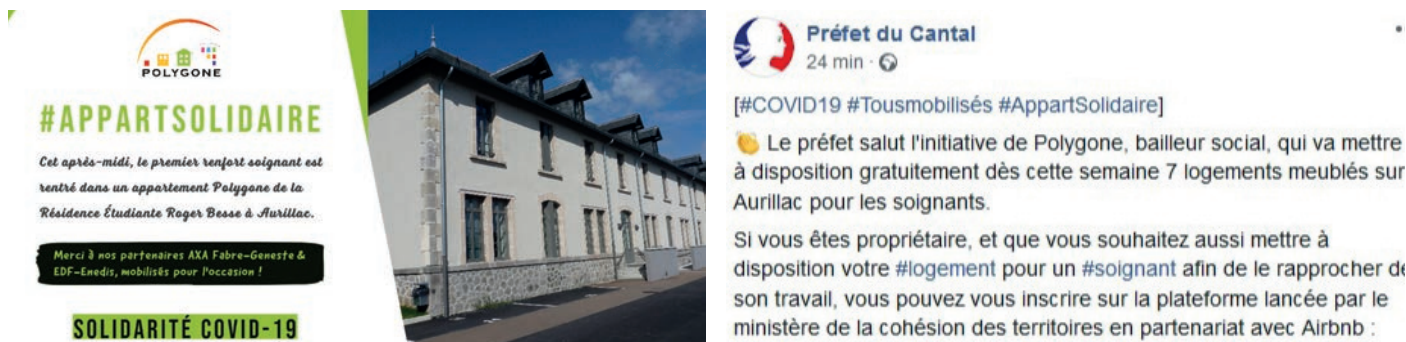 POLYGONE
#APPARTSOLIDAIRE
Cet après-midi, le premier renfort soignant est
rentré dans un appartement Polygone de la
Résidence Étudiante Roger Besse à Aurillac.
Merci à nos partenaires AXA Fabre-Geneste &
EDF-Enedis, mobilisés pour l'occasion !
SOLIDARITÉ COVID-19
Préfet du Cantal
24 min ·
[#COVID19 #Tousmobilisés #AppartSolidaire]
👏 Le préfet salut l'initiative de Polygone, bailleur social, qui va mettre
à disposition gratuitement dès cette semaine 7 logements meublés sur
Aurillac pour les soignants.
Si vous êtes propriétaire, et que vous souhaitez aussi mettre à
disposition votre #logement pour un #soignant afin de le rapprocher de
son travail, vous pouvez vous inscrire sur la plateforme lancée par le
ministère de la cohésion des territoires en partenariat avec Airbnb :